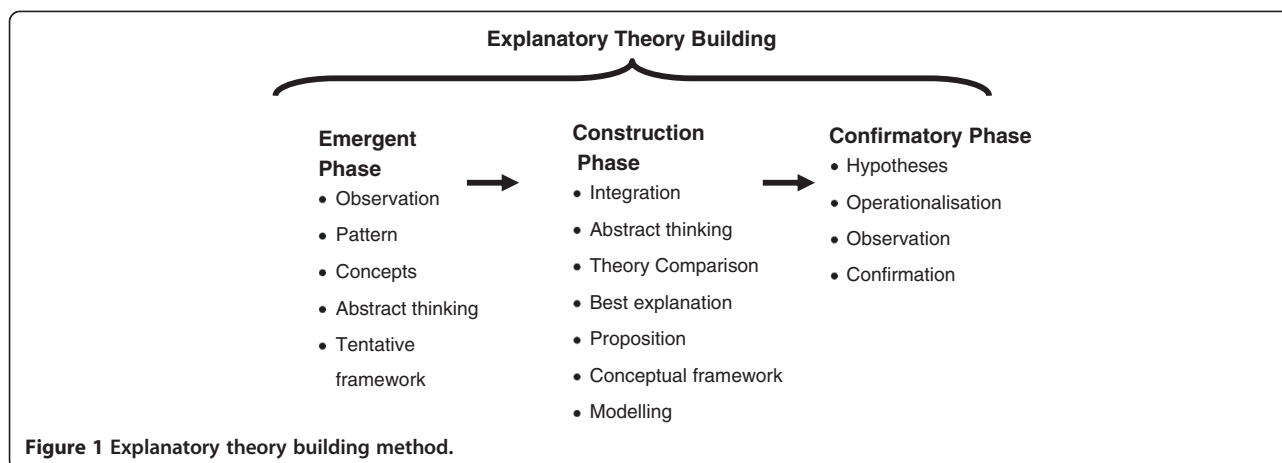 Explanatory Theory Building
Emergent
Phase
• Observation
• Pattern
• Concepts
• Abstract thinking
• Tentative
framework
Construction
Phase
• Integration
• Abstract thinking
• Theory Comparison
• Best explanation
• Proposition
• Conceptual framework
• Modelling
Confirmatory Phase
• Hypotheses
• Operationalisation
• Observation
• Confirmation
Figure 1 Explanatory theory building method.